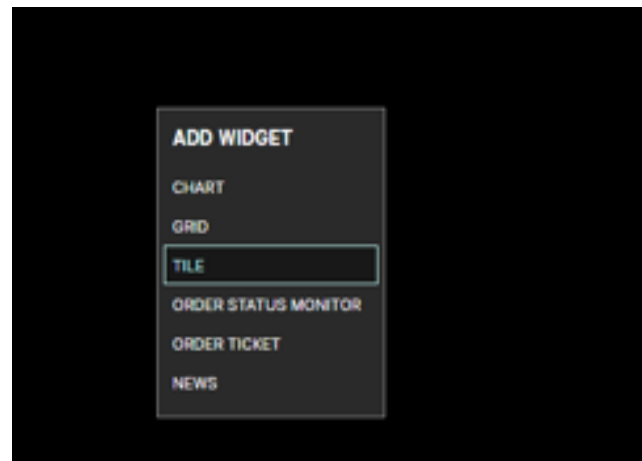 ADD WIDGET
CHART
GRID
TILE
ORDER STATUS MONITOR
ORDER TICKET
NEWS